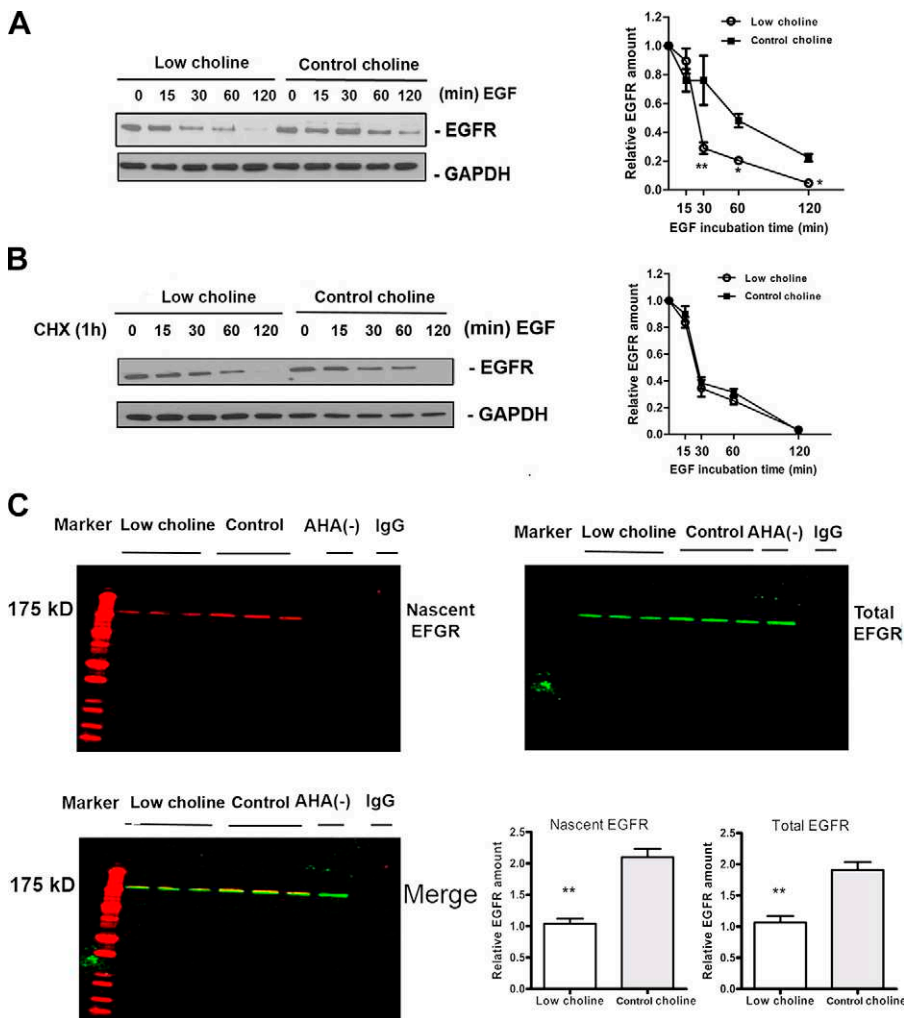 A
Low choline Control choline
0 15 30 60 120 0 15 30 60 120 (min) EGF
- EGFR
- GAPDH
Low choline
Control choline
Relative EGFR amount
1.2
1.0
0.8
0.6
0.4
0.2
0.0
** * *
15 30 60 120
EGF incubation time (min)
B
Low choline Control choline
CHX (1h) 0 15 30 60 120 0 15 30 60 120 (min) EGF
- EGFR
- GAPDH
Low choline
Control choline
Relative EGFR amount
1.2
1.0
0.8
0.6
0.4
0.2
0.0
15 30 60 120
EGF incubation time (min)
C
Marker Low choline Control AHA(-) IgG
175 kD
Nascent
EFGR
Marker Low choline Control AHA(-) IgG
Total
EFGR
Marker Low choline Control AHA(-) IgG
175 kD
Merge
Nascent EGFR
Relative EGFR amount
2.5
2.0
1.5
1.0
0.5
0.0
**
Low choline Control choline
Total EGFR
Relative EGFR amount
2.5
2.0
1.5
1.0
0.5
0.0
**
Low choline Control choline